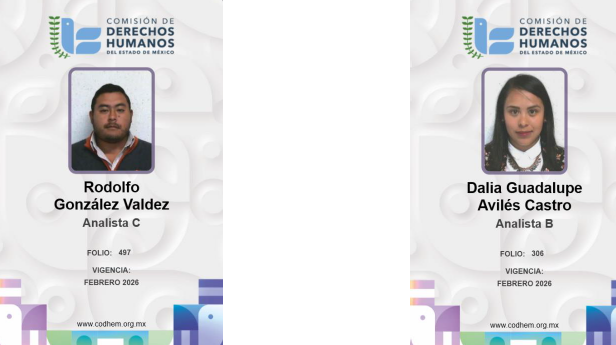 COMISIÓN DE
DERECHOS
HUMANOS
DEL ESTADO DE MÉXICO
Rodolfo
González Valdez
Analista C
FOLIO: 497
VIGENCIA:
FEBRERO 2026
www.codhem.org.mx
COMISIÓN DE
DERECHOS
HUMANOS
DEL ESTADO DE MÉXICO
Dalia Guadalupe
Avilés Castro
Analista B
FOLIO: 306
VIGENCIA:
FEBRERO 2026
www.codhem.org.mx